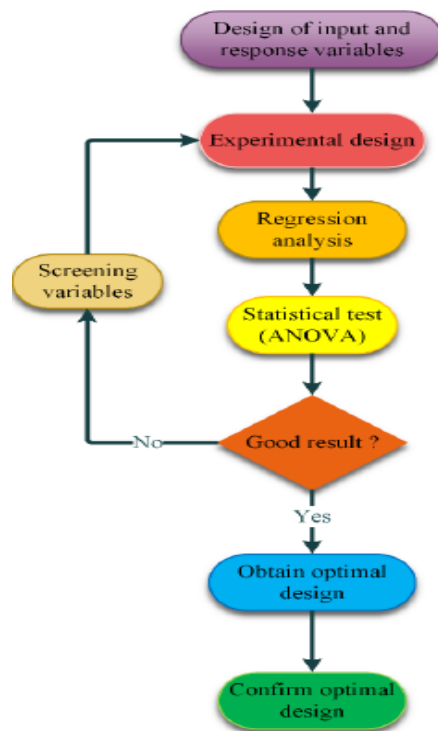 Design of input and
response variables
Experimental design
Regression
analysis
Screening
variables
Statistical test
(ANOVA)
Good result ?
No
Yes
Obtain optimal
design
Confirm optimal
design